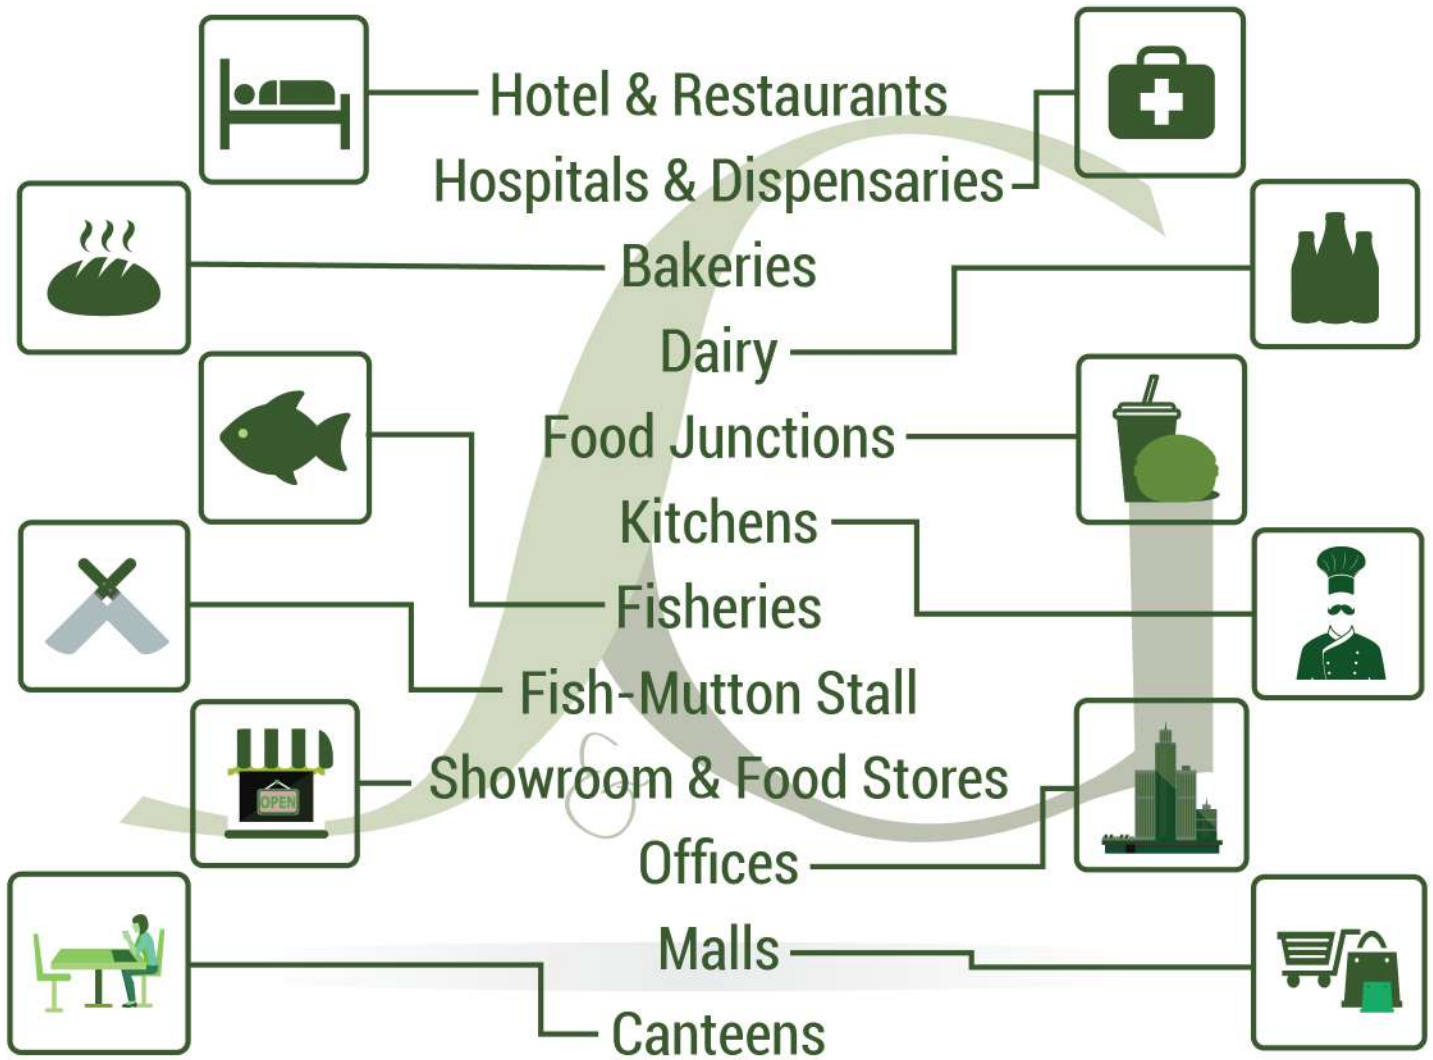 Hotel & Restaurants
Hospitals & Dispensaries
Bakeries
Dairy
Food Junctions
Kitchens
Fisheries
Fish-Mutton Stall
Showroom & Food Stores
OPEN
Offices
Malls
Canteens